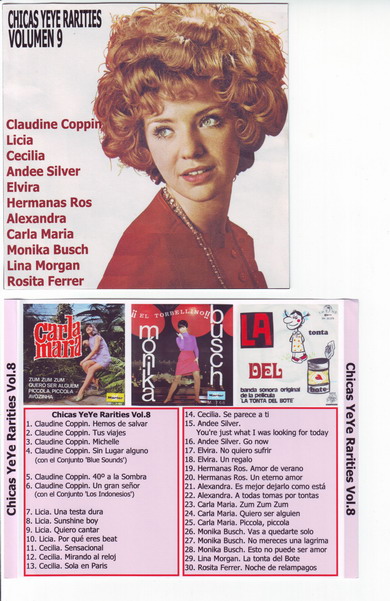 CHICAS YEYE RARITIES
VOLUMEN 9
Claudine Coppin
Licia
Cecilia
Andee Silver
Elvira
Hermanas Ros
Alexandra
Carla Maria
Monika Busch
Lina Morgan
Rosita Ferrer
Chicas YeYe Rarities Vol.8
carla
maria
ZUM ZUM ZUM
QUERO SER ALGUEM
PICCOLA, PICCOLA
AVOZINHA
¡¡ EL TORBELLINO!!
monika
busch
LA
tonta
DEL
bote
banda sonora original
de la pelicula
LA TONTA DEL BOTE
Chicas YeYe Rarities Vol.8
Chicas YeYe Rarities Vol.8
1. Claudine Coppin. Hemos de salvar
2. Claudine Coppin. Tus viajes
3. Claudine Coppin. Michelle
4. Claudine Coppin. Sin Lugar alguno
(con el Conjunto 'Blue Sounds')
5. Claudine Coppin. 40º a la Sombra
6. Claudine Coppin. Un gran señor
(con el Conjunto 'Los Indonesios')
7. Licia. Una testa dura
8. Licia. Sunshine boy
9. Licia. Quiero cantar
10. Licia. Por qué eres beat
11. Cecilia. Sensacional
12. Cecilia. Mirando al reloj
13. Cecilia. Sola en Paris
14. Cecilia. Se parece a ti
15. Andee Silver.
You're just what I was looking for today
16. Andee Silver. Go now
17. Elvira. No quiero sufrir
18. Elvira. Un regalo
19. Hermanas Ros. Amor de verano
20. Hermanas Ros. Un eterno amor
21. Alexandra. Es mejor dejarlo como está
22. Alexandra. A todas tomas por tontas
23. Carla Maria. Zum Zum Zum
24. Carla Maria. Quiero ser alguien
25. Carla Maria. Piccola, piccola
26. Monika Busch. Vas a quedarte solo
27. Monika Busch. No mereces una lagrima
28. Monika Busch. Esto no puede ser amor
29. Lina Morgan. La tonta del Bote
30. Rosita Ferrer. Noche de relampagos